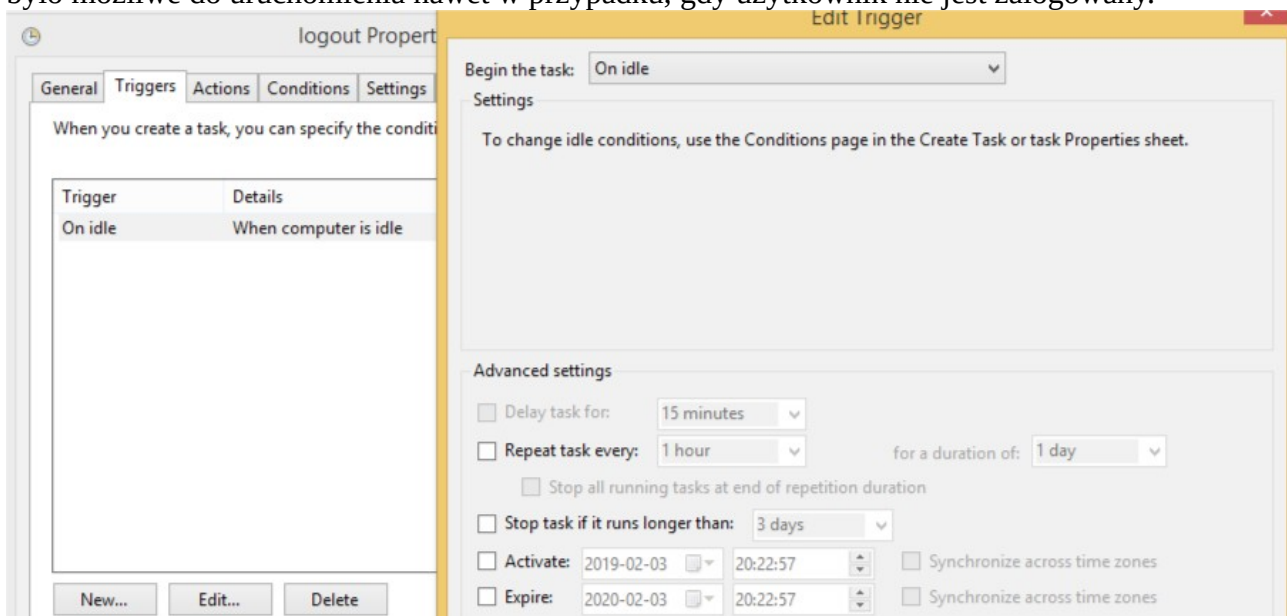 było możliwe do uruchomienia nawet w przypadku, gdy użytkownik nie jest zalogowany.
logout Propert
General Triggers Actions Conditions Settings
When you create a task, you can specify the conditi
Trigger Details
On idle When computer is idle
New... Edit... Delete
Edit Trigger
Begin the task: On idle
Settings
To change idle conditions, use the Conditions page in the Create Task or task Properties sheet.
Advanced settings
Delay task for: 15 minutes
Repeat task every: 1 hour for a duration of: 1 day
Stop all running tasks at end of repetition duration
Stop task if it runs longer than: 3 days
Activate: 2019-02-03 20:22:57 Synchronize across time zones
Expire: 2020-02-03 20:22:57 Synchronize across time zones